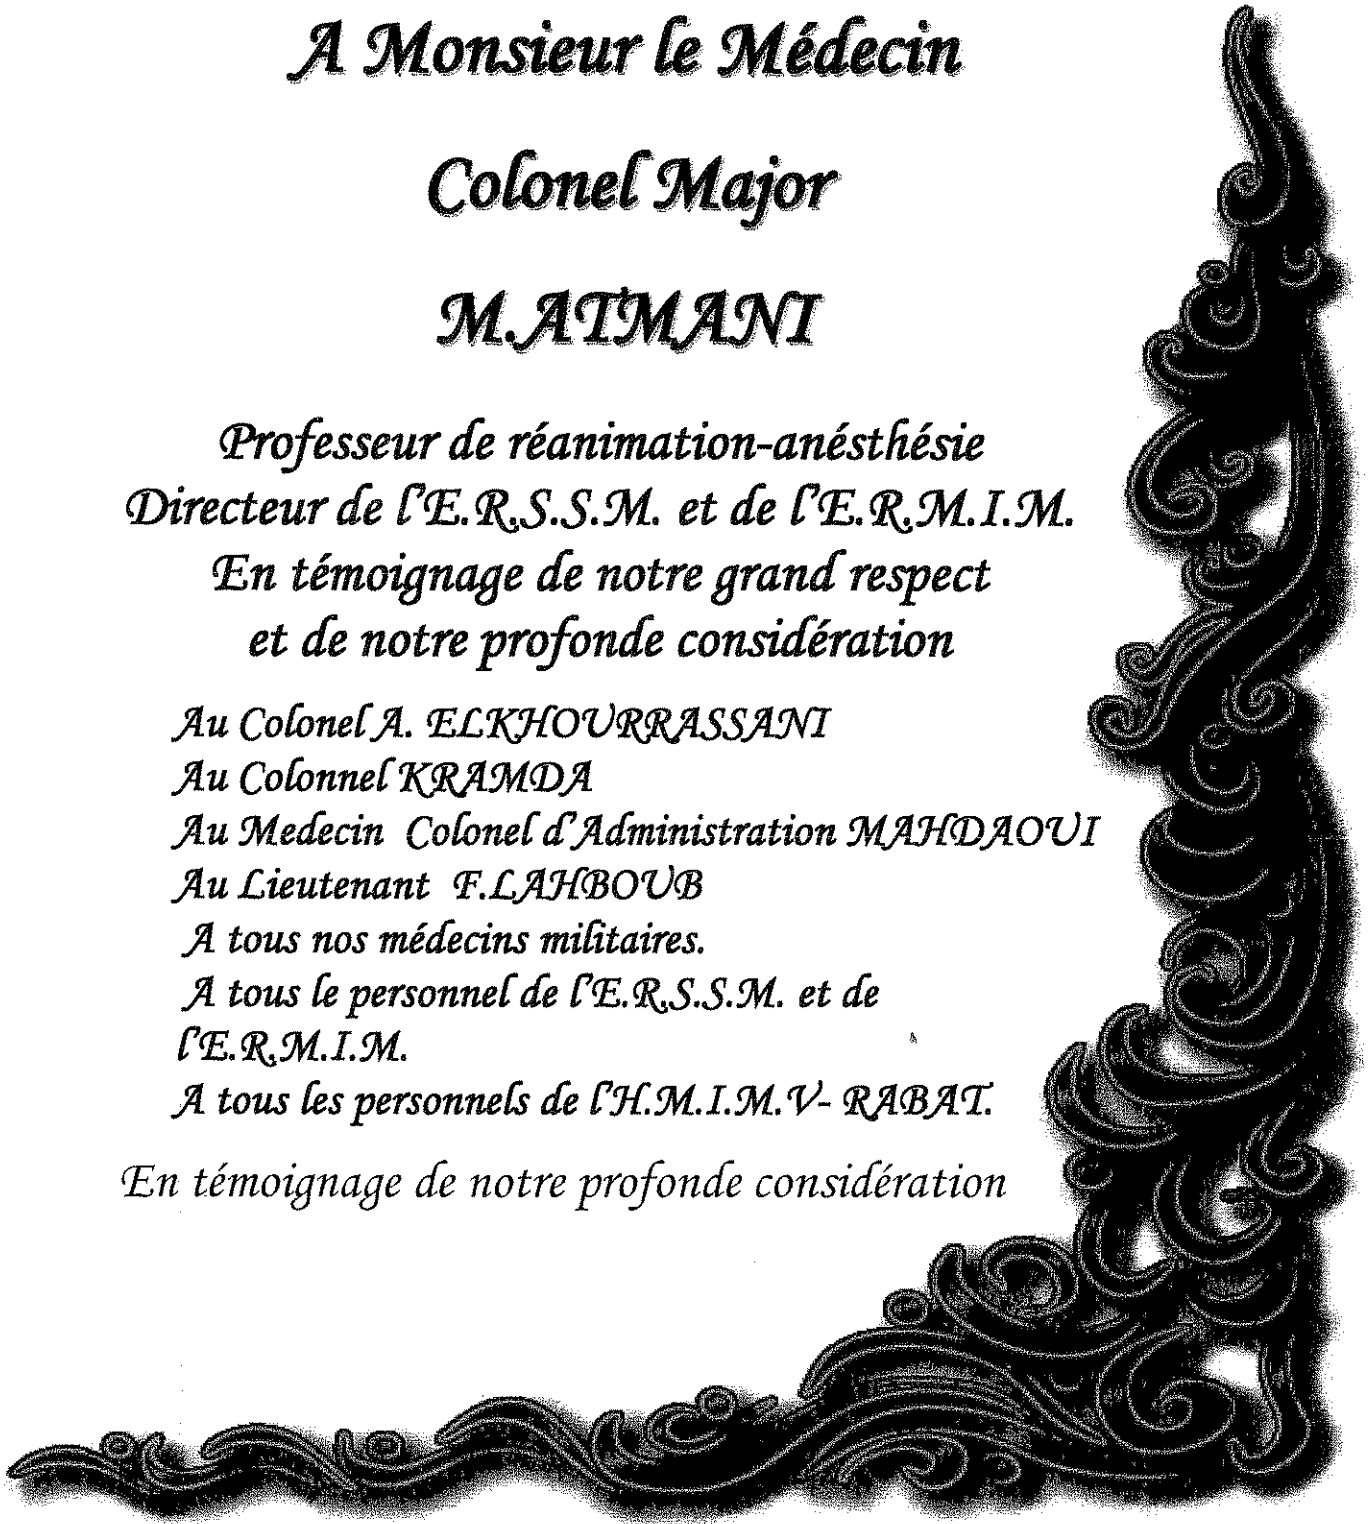 A Monsieur le Médecin
Colonel Major
M.ATMANI
Professeur de réanimation-anésthésie
Directeur de l'E.R.S.S.M. et de l'E.R.M.I.M.
En témoignage de notre grand respect
et de notre profonde considération
Au Colonel A. ELKHOURRASSANI
Au Colonnel KRAMDA
Au Medecin Colonel d'Administration MAHDAOUI
Au Lieutenant F.LAHBOUB
A tous nos médecins militaires.
A tous le personnel de l'E.R.S.S.M. et de
l'E.R.M.I.M.
A tous les personnels de l'H.M.I.M.V- RABAT.
En témoignage de notre profonde considération